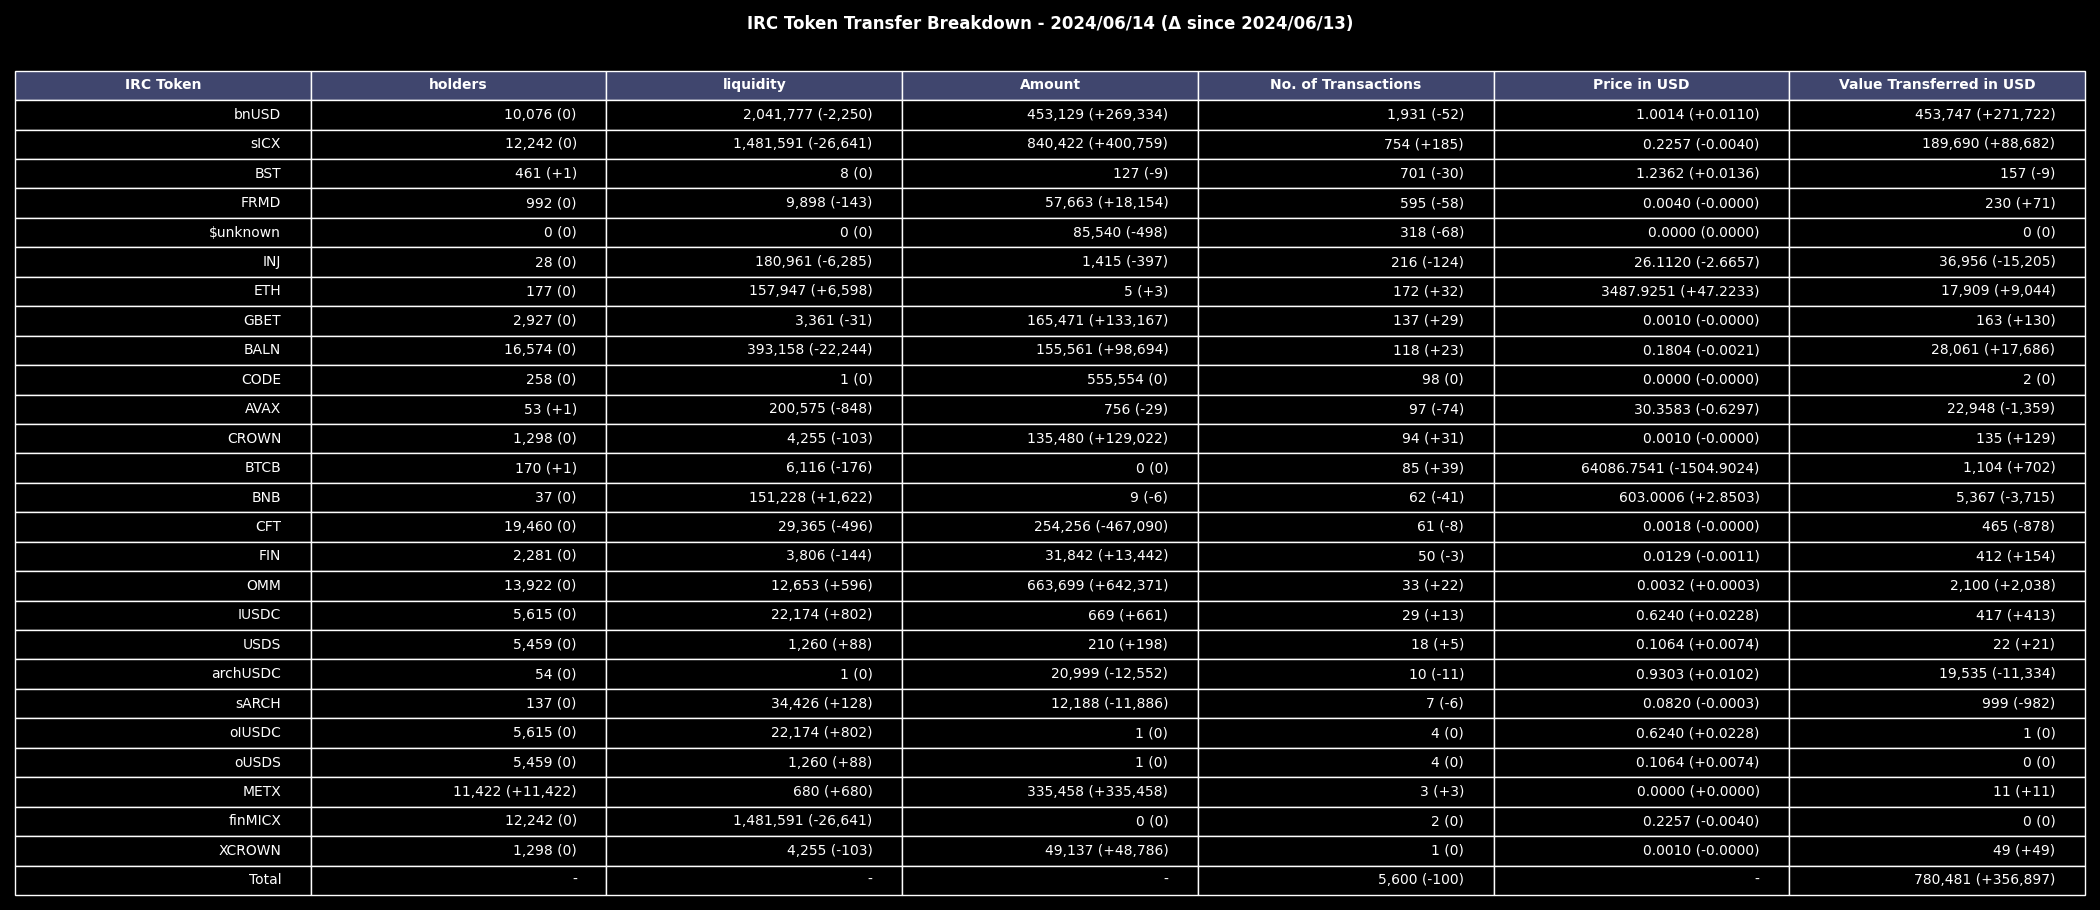 IRC Token Transfer Breakdown - 2024/06/14 (Δ since 2024/06/13)
IRC Token holders liquidity Amount No. of Transactions Price in USD Value Transferred in USD
bnUSD 10,076 (0) 2,041,777 (-2,250) 453,129 (+269,334) 1,931 (-52) 1.0014 (+0.0110) 453,747 (+271,722)
sICX 12,242 (0) 1,481,591 (-26,641) 840,422 (+400,759) 754 (+185) 0.2257 (-0.0040) 189,690 (+88,682)
BST 461 (+1) 8 (0) 127 (-9) 701 (-30) 1.2362 (+0.0136) 157 (-9)
FRMD 992 (0) 9,898 (-143) 57,663 (+18,154) 595 (-58) 0.0040 (-0.0000) 230 (+71)
$unknown 0 (0) 0 (0) 85,540 (-498) 318 (-68) 0.0000 (0.0000) 0 (0)
INJ 28 (0) 180,961 (-6,285) 1,415 (-397) 216 (-124) 26.1120 (-2.6657) 36,956 (-15,205)
ETH 177 (0) 157,947 (+6,598) 5 (+3) 172 (+32) 3487.9251 (+47.2233) 17,909 (+9,044)
GBET 2,927 (0) 3,361 (-31) 165,471 (+133,167) 137 (+29) 0.0010 (-0.0000) 163 (+130)
BALN 16,574 (0) 393,158 (-22,244) 155,561 (+98,694) 118 (+23) 0.1804 (-0.0021) 28,061 (+17,686)
CODE 258 (0) 1 (0) 555,554 (0) 98 (0) 0.0000 (-0.0000) 2 (0)
AVAX 53 (+1) 200,575 (-848) 756 (-29) 97 (-74) 30.3583 (-0.6297) 22,948 (-1,359)
CROWN 1,298 (0) 4,255 (-103) 135,480 (+129,022) 94 (+31) 0.0010 (-0.0000) 135 (+129)
BTCB 170 (+1) 6,116 (-176) 0 (0) 85 (+39) 64086.7541 (-1504.9024) 1,104 (+702)
BNB 37 (0) 151,228 (+1,622) 9 (-6) 62 (-41) 603.0006 (+2.8503) 5,367 (-3,715)
CFT 19,460 (0) 29,365 (-496) 254,256 (-467,090) 61 (-8) 0.0018 (-0.0000) 465 (-878)
FIN 2,281 (0) 3,806 (-144) 31,842 (+13,442) 50 (-3) 0.0129 (-0.0011) 412 (+154)
OMM 13,922 (0) 12,653 (+596) 663,699 (+642,371) 33 (+22) 0.0032 (+0.0003) 2,100 (+2,038)
IUSDC 5,615 (0) 22,174 (+802) 669 (+661) 29 (+13) 0.6240 (+0.0228) 417 (+413)
USDS 5,459 (0) 1,260 (+88) 210 (+198) 18 (+5) 0.1064 (+0.0074) 22 (+21)
archUSDC 54 (0) 1 (0) 20,999 (-12,552) 10 (-11) 0.9303 (+0.0102) 19,535 (-11,334)
sARCH 137 (0) 34,426 (+128) 12,188 (-11,886) 7 (-6) 0.0820 (-0.0003) 999 (-982)
oIUSDC 5,615 (0) 22,174 (+802) 1 (0) 4 (0) 0.6240 (+0.0228) 1 (0)
oUSDS 5,459 (0) 1,260 (+88) 1 (0) 4 (0) 0.1064 (+0.0074) 0 (0)
METX 11,422 (+11,422) 680 (+680) 335,458 (+335,458) 3 (+3) 0.0000 (+0.0000) 11 (+11)
finMICX 12,242 (0) 1,481,591 (-26,641) 0 (0) 2 (0) 0.2257 (-0.0040) 0 (0)
XCROWN 1,298 (0) 4,255 (-103) 49,137 (+48,786) 1 (0) 0.0010 (-0.0000) 49 (+49)
Total - - - 5,600 (-100) - 780,481 (+356,897)